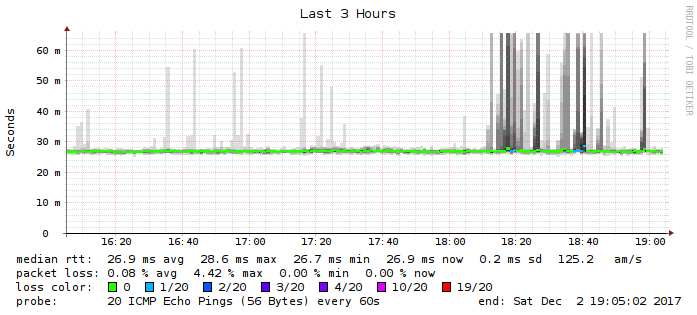 Last 3 Hours
RRDTOOL / TOBI OETIKER
Seconds
60 m
50 m
40 m
30 m
20 m
10 m
0
16:20 16:40 17:00 17:20 17:40 18:00 18:20 18:40 19:00
median rtt: 26.9 ms avg 28.6 ms max 26.7 ms min 26.9 ms now 0.2 ms sd 125.2 am/s
packet loss: 0.08 % avg 4.42 % max 0.00 % min 0.00 % now
loss color: 0 1/20 2/20 3/20 4/20 10/20 19/20
probe: 20 ICMP Echo Pings (56 Bytes) every 60s end: Sat Dec 2 19:05:02 2017